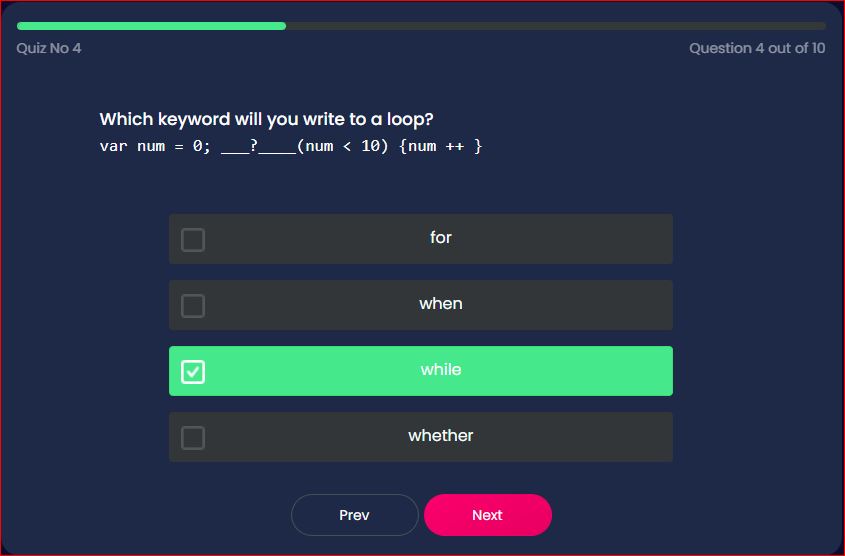 Quiz No 4
Question 4 out of 10
Which keyword will you write to a loop?
var num = 0; ___?____(num < 10) {num ++ }
for
when
while
whether
Prev
Next